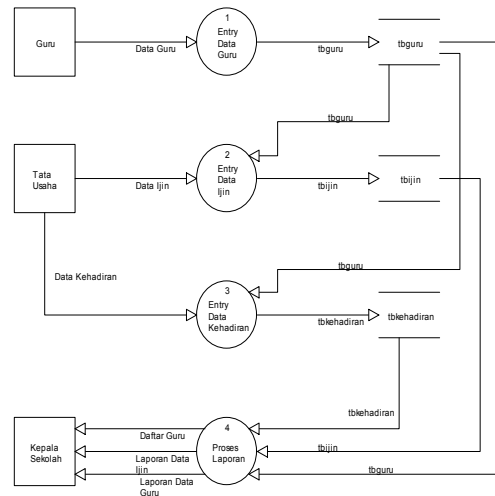 1
Guru
Data Guru
Entry
Data
Guru
tbguru
tbguru
tbguru
2
Tata
Usaha
Data Ijin
Entry
Data
Ijin
tbijin
tbijin
Data Kehadiran
tbguru
3
Entry
Data
Kehadiran
tbkehadiran
tbkehadiran
tbkehadiran
4
Kepala
Sekolah
Daftar Guru
Laporan Data
Ijin
Laporan Data
Guru
Proses
Laporan
tbijin
tbguru